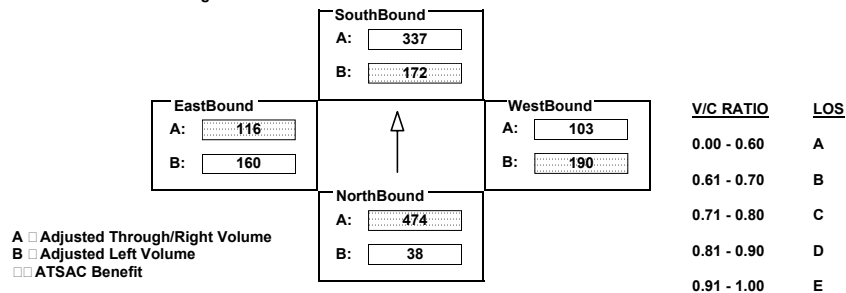 SouthBound
A: 337
B: 172
EastBound
A: 116
B: 160
WestBound
A: 103
B: 190
NorthBound
A: 474
B: 38
A □ Adjusted Through/Right Volume
B □ Adjusted Left Volume
□□ ATSAC Benefit
V/C RATIO LOS
0.00 - 0.60 A
0.61 - 0.70 B
0.71 - 0.80 C
0.81 - 0.90 D
0.91 - 1.00 E